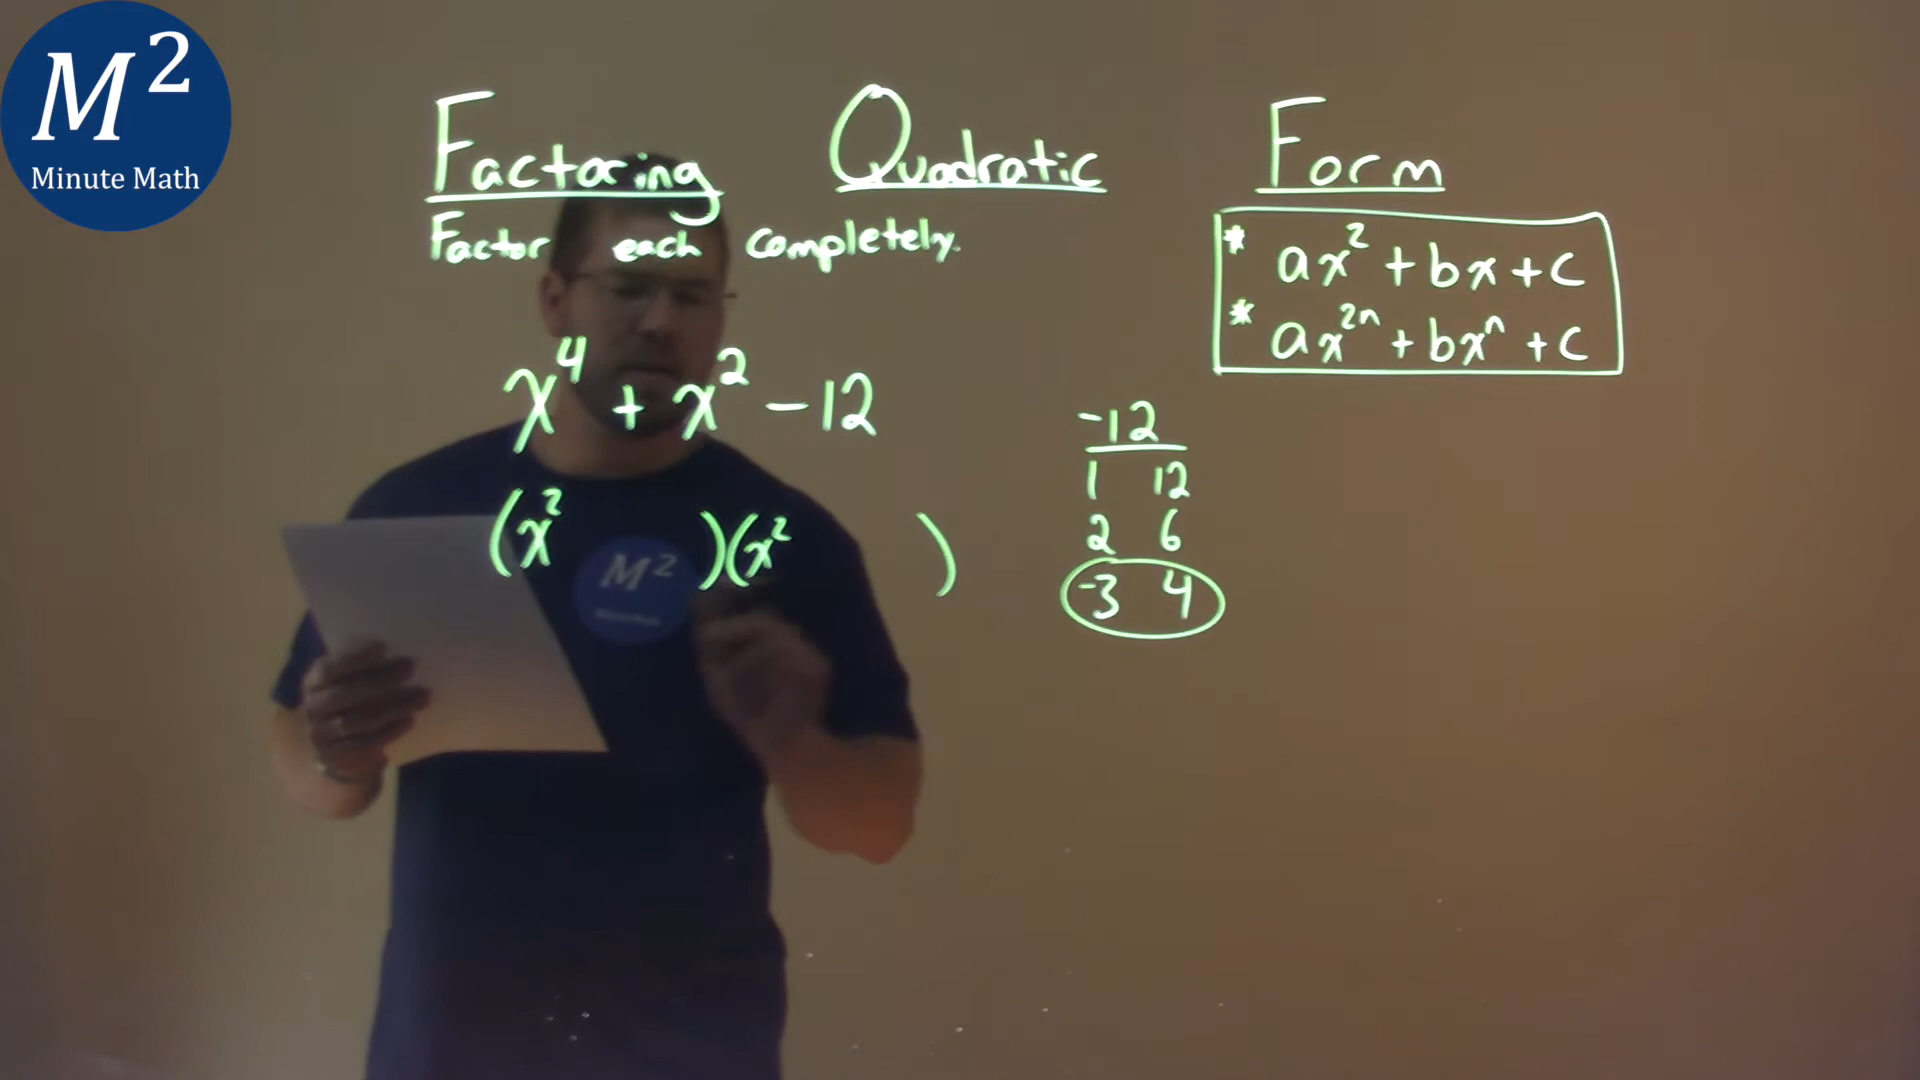 M²
Minute Math
Factoring Quadratic Form
Factor each completely.
* ax² + bx + c
* ax²ⁿ + bxⁿ + c
x⁴ + x² - 12
-12
1 12
2 6
-3 4
(x² )(x² )
M²